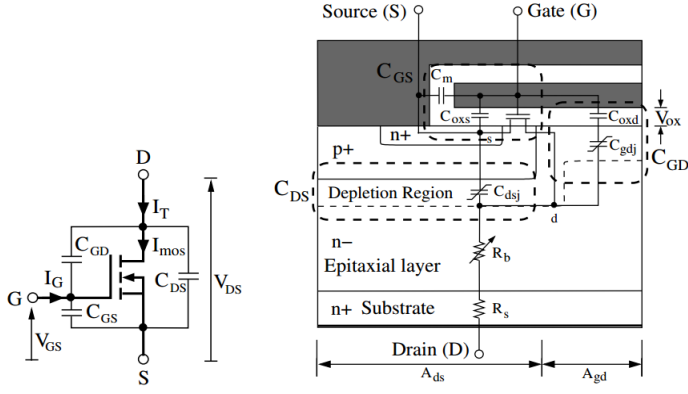 D
I_T
C_GD
I_mos
I_G
G
C_DS
V_DS
C_GS
V_GS
S
Source (S)
Gate (G)
C_GS
C_m
C_oxs
C_oxd
V_ox
n+
s
p+
C_gdj
C_GD
C_DS
Depletion Region
C_dsj
d
n−
Epitaxial layer
R_b
n+ Substrate
R_s
Drain (D)
A_ds
A_gd